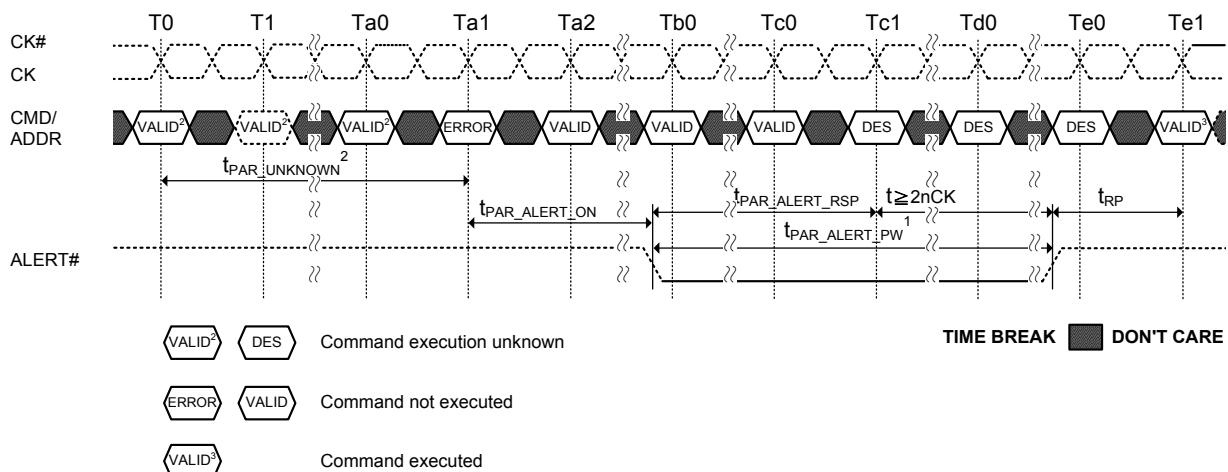 T0 T1 Ta0 Ta1 Ta2 Tb0 Tc0 Tc1 Td0 Te0 Te1
CK#
CK
CMD/
ADDR
VALID² VALID² VALID² ERROR VALID VALID VALID DES DES DES VALID³
tPAR_UNKNOWN² tPAR_ALERT_RSP t≧2nCK tRP
tPAR_ALERT_ON tPAR_ALERT_PW¹
ALERT#
VALID² DES Command execution unknown
TIME BREAK DON'T CARE
ERROR VALID Command not executed
VALID³ Command executed